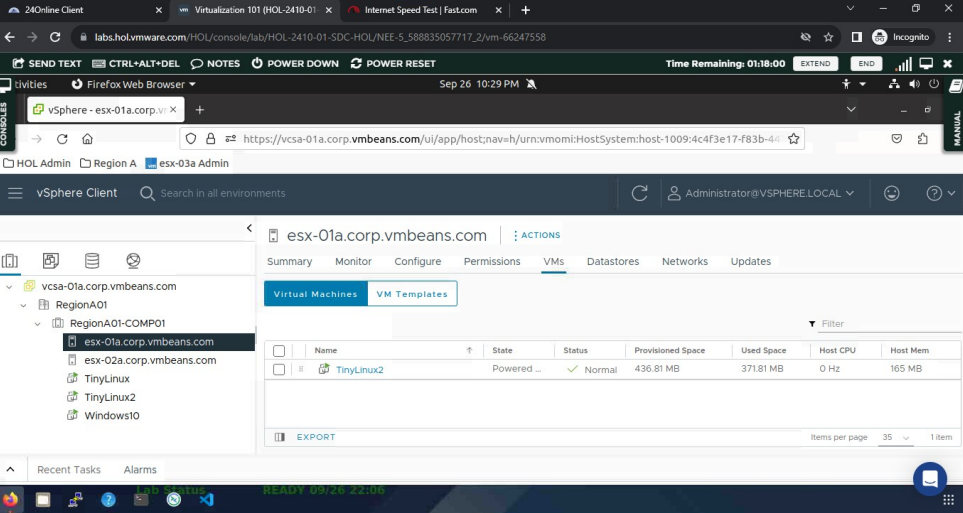 24Online Client
vm Virtualization 101 (HOL-2410-01-
Internet Speed Test | Fast.com
labs.hol.vmware.com/HOL/console/lab/HOL-2410-01-SDC-HOL/NEE-5_588835057717_2/vm-66247558
Incognito
SEND TEXT CTRL+ALT+DEL NOTES POWER DOWN POWER RESET Time Remaining: 01:18:00 EXTEND END
tivities Firefox Web Browser Sep 26 10:29 PM
CONSOLES
MANUAL
vSphere - esx-01a.corp.v
https://vcsa-01a.corp.vmbeans.com/ui/app/host;nav=h/urn:vmomi:HostSystem:host-1009:4c4f3e17-f83b-44
HOL Admin Region A esx-03a Admin
vSphere Client Search in all environments Administrator@VSPHERE.LOCAL
esx-01a.corp.vmbeans.com ACTIONS
Summary Monitor Configure Permissions VMs Datastores Networks Updates
vcsa-01a.corp.vmbeans.com
RegionA01
RegionA01-COMP01
esx-01a.corp.vmbeans.com
esx-02a.corp.vmbeans.com
TinyLinux
TinyLinux2
Windows10
Virtual Machines VM Templates
Filter
Name State Status Provisioned Space Used Space Host CPU Host Mem
TinyLinux2 Powered ... Normal 436.81 MB 371.81 MB 0 Hz 165 MB
EXPORT Items per page 35 1 item
Recent Tasks Alarms
Lab Status READY 09/26 22:06